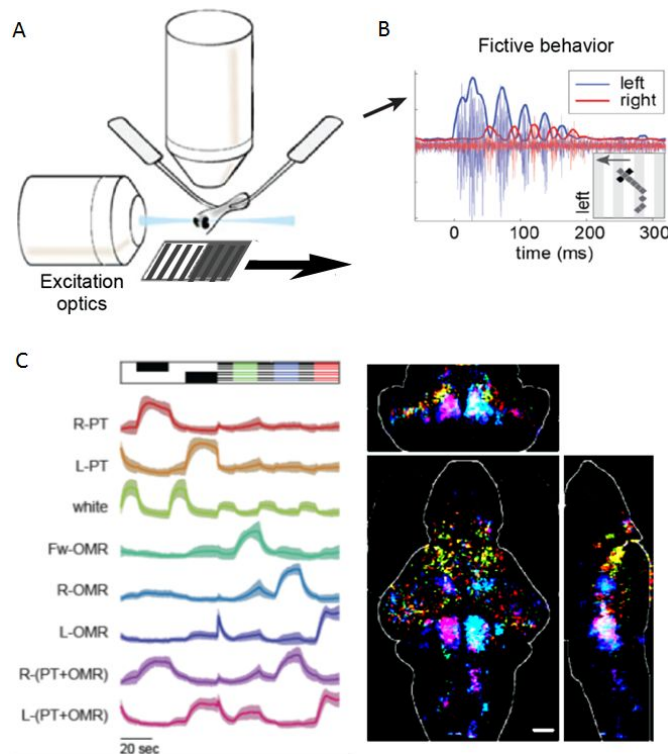 A
Excitation
optics
B
Fictive behavior
left
right
left
0
100
200
300
time (ms)
C
R-PT
L-PT
white
Fw-OMR
R-OMR
L-OMR
R-(PT+OMR)
L-(PT+OMR)
20 sec